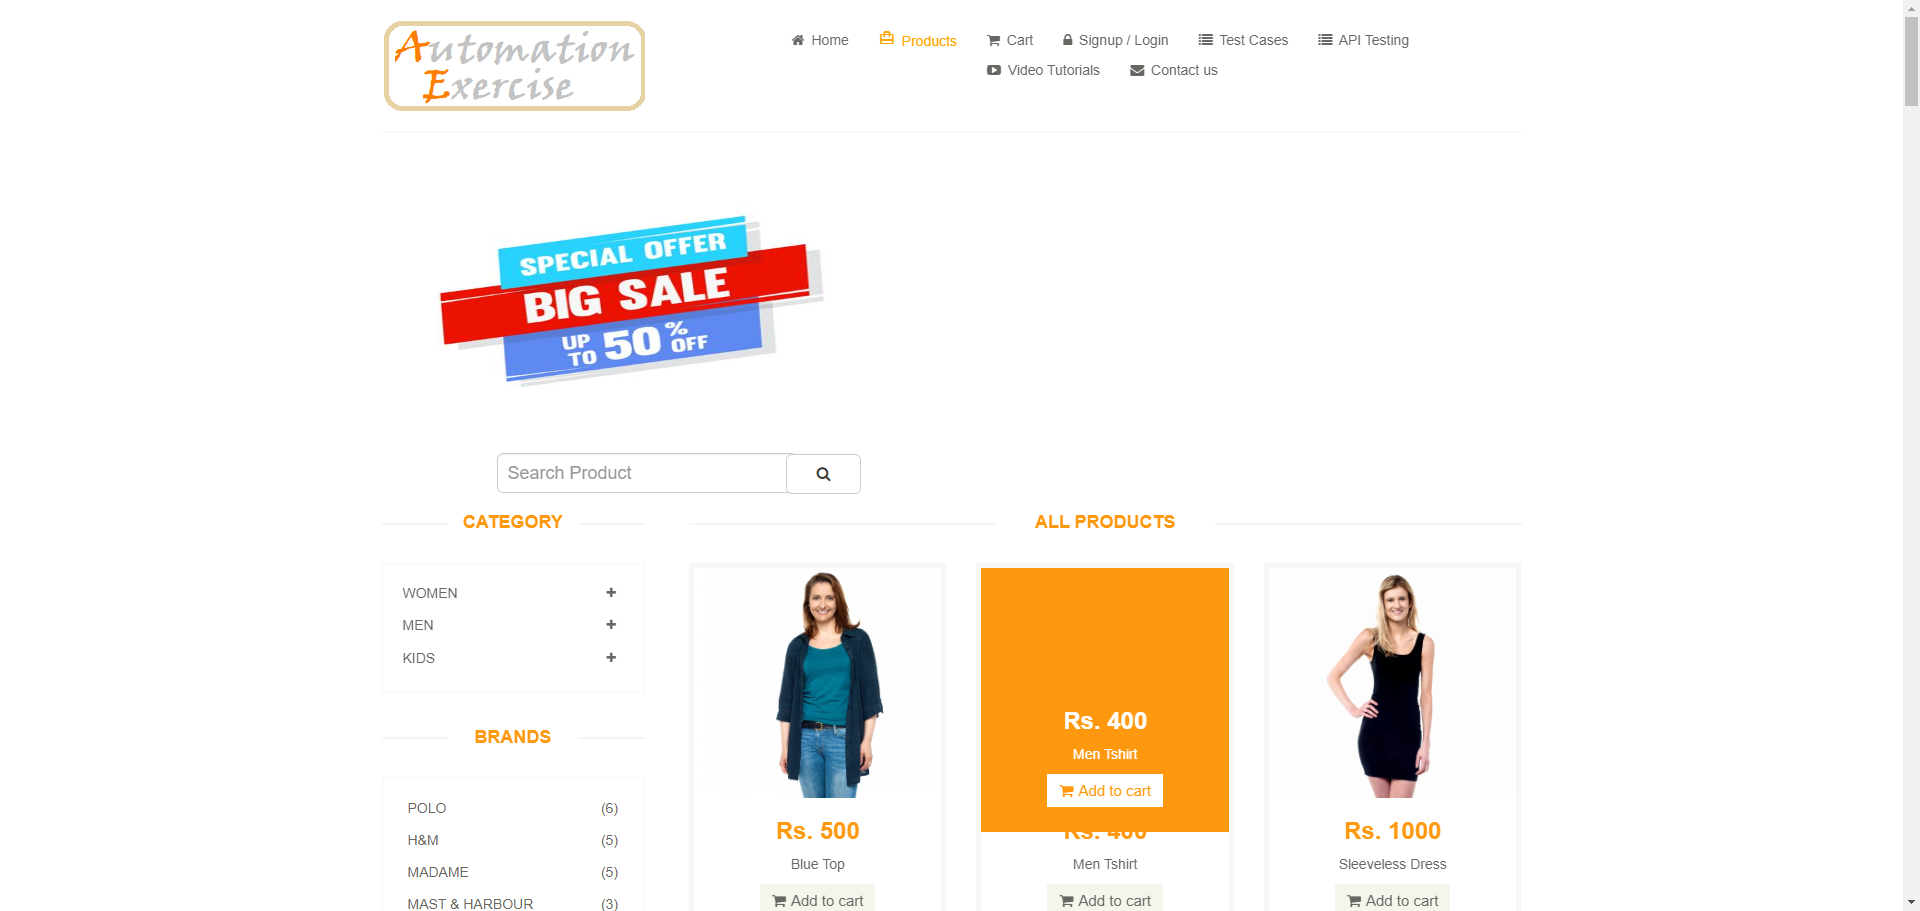 Automation
Exercise
Home
Products
Cart
Signup / Login
Test Cases
API Testing
Video Tutorials
Contact us
SPECIAL OFFER
BIG SALE
UP TO 50% OFF
Search Product
CATEGORY
WOMEN
MEN
KIDS
BRANDS
POLO (6)
H&M (5)
MADAME (5)
MAST & HARBOUR (3)
ALL PRODUCTS
Rs. 500
Blue Top
Add to cart
Rs. 400
Men Tshirt
Add to cart
Rs. 400
Men Tshirt
Add to cart
Rs. 1000
Sleeveless Dress
Add to cart